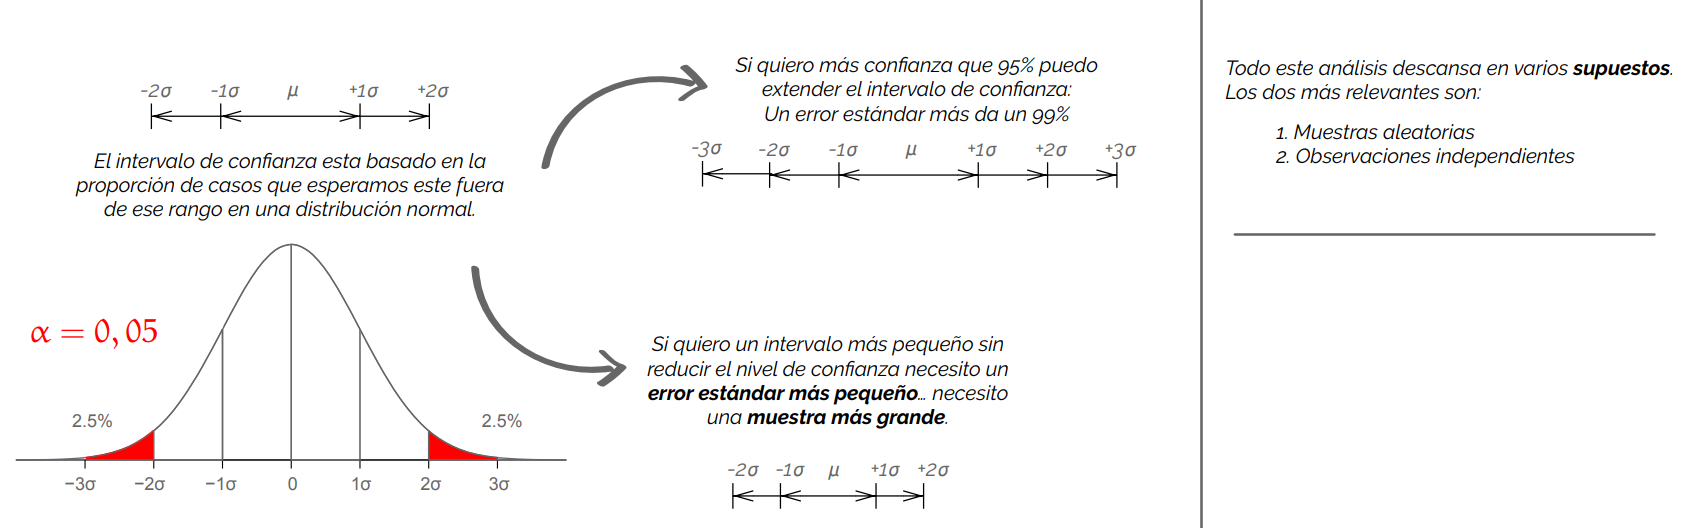 -2σ -1σ μ +1σ +2σ
El intervalo de confianza esta basado en la
proporción de casos que esperamos este fuera
de ese rango en una distribución normal.
α = 0, 05
2.5% 2.5%
−3σ −2σ −1σ 0 1σ 2σ 3σ
Si quiero más confianza que 95% puedo
extender el intervalo de confianza:
Un error estándar más da un 99%
-3σ -2σ -1σ μ +1σ +2σ +3σ
Si quiero un intervalo más pequeño sin
reducir el nivel de confianza necesito un
error estándar más pequeño... necesito
una muestra más grande.
-2σ -1σ μ +1σ +2σ
Todo este análisis descansa en varios supuestos.
Los dos más relevantes son:
1. Muestras aleatorias
2. Observaciones independientes